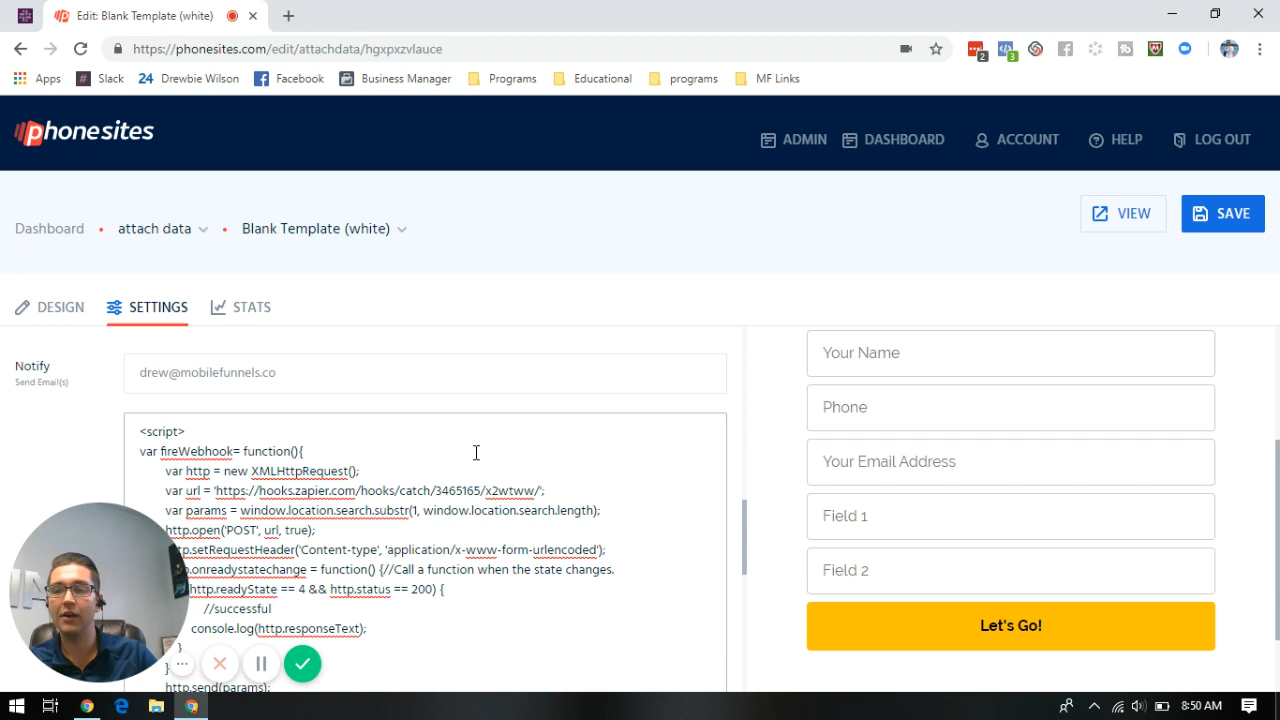 Edit: Blank Template (white)
https://phonesites.com/edit/attachdata/hgxpxzvlauce
2
3
Apps Slack 24 Drewbie Wilson Facebook Business Manager Programs Educational programs MF Links
phonesites
ADMIN DASHBOARD ACCOUNT HELP LOG OUT
Dashboard • attach data • Blank Template (white)
VIEW SAVE
DESIGN SETTINGS STATS
Notify
Send Email(s)
drew@mobilefunnels.co
<script>
var fireWebhook= function(){
var http = new XMLHttpRequest();
var url = 'https://hooks.zapier.com/hooks/catch/3465165/x2wtww/';
var params = window.location.search.substr(1, window.location.search.length);
http.open('POST', url, true);
.setRequestHeader('Content-type', 'application/x-www-form-urlencoded');
.onreadystatechange = function() {//Call a function when the state changes.
http.readyState == 4 && http.status == 200) {
//successful
console.log(http.responseText);
}
}
http.send(params);
Your Name
Phone
Your Email Address
Field 1
Field 2
Let's Go!
8:50 AM